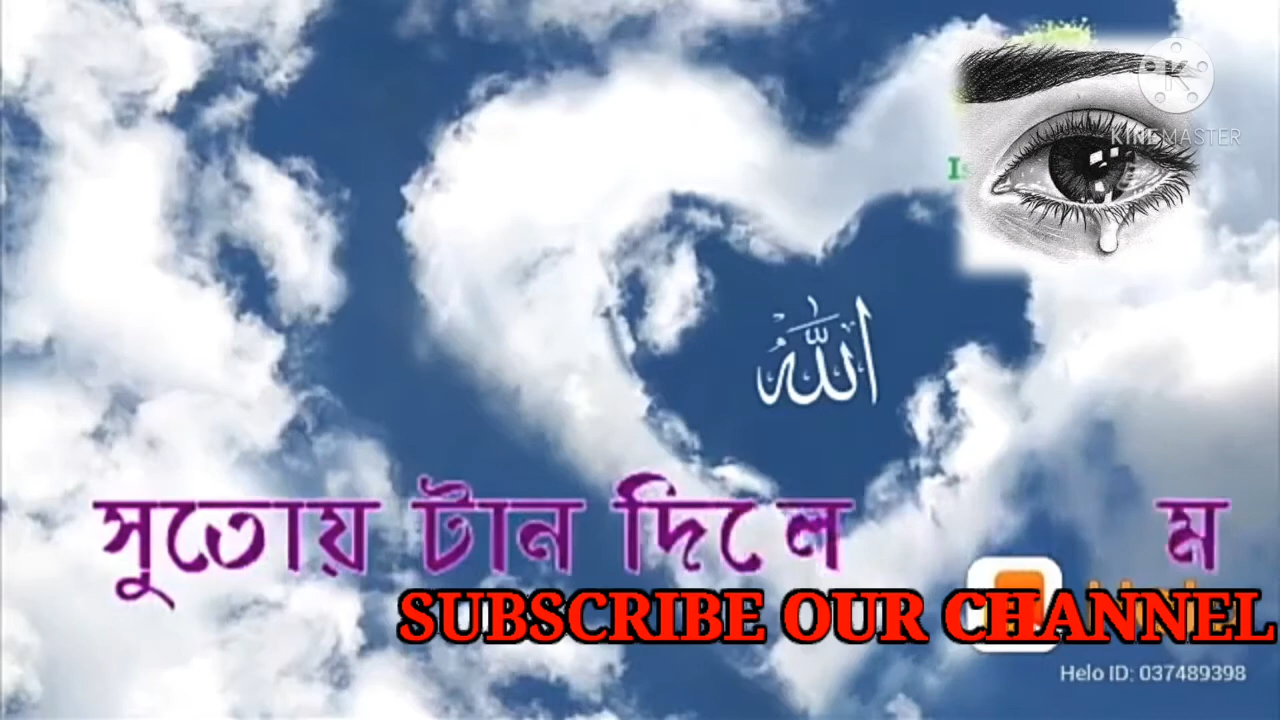 KINEMASTER
الله
সুতোয় টান দিলে ম
SUBSCRIBE OUR CHANNEL
Helo ID: 037489398